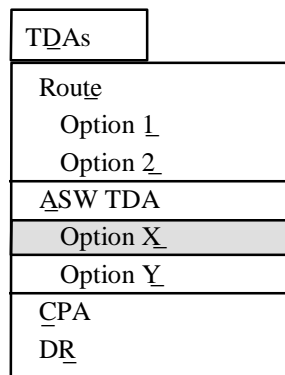 TDAs
Route
Option 1
Option 2
ASW TDA
Option X
Option Y
CPA
DR